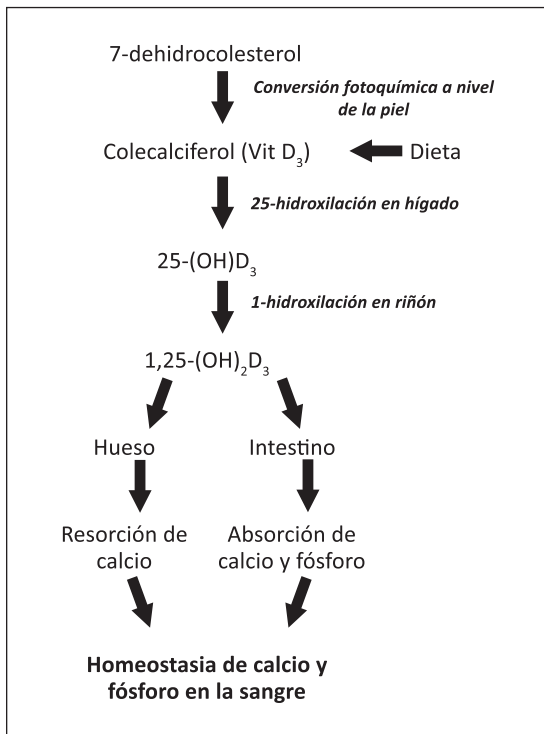 7-dehidrocolesterol
Conversión fotoquímica a nivel
de la piel
Colecalciferol (Vit D₃)
Dieta
25-hidroxilación en hígado
25-(OH)D₃
1-hidroxilación en riñón
1,25-(OH)₂D₃
Hueso
Intestino
Resorción de
calcio
Absorción de
calcio y fósforo
Homeostasia de calcio y
fósforo en la sangre